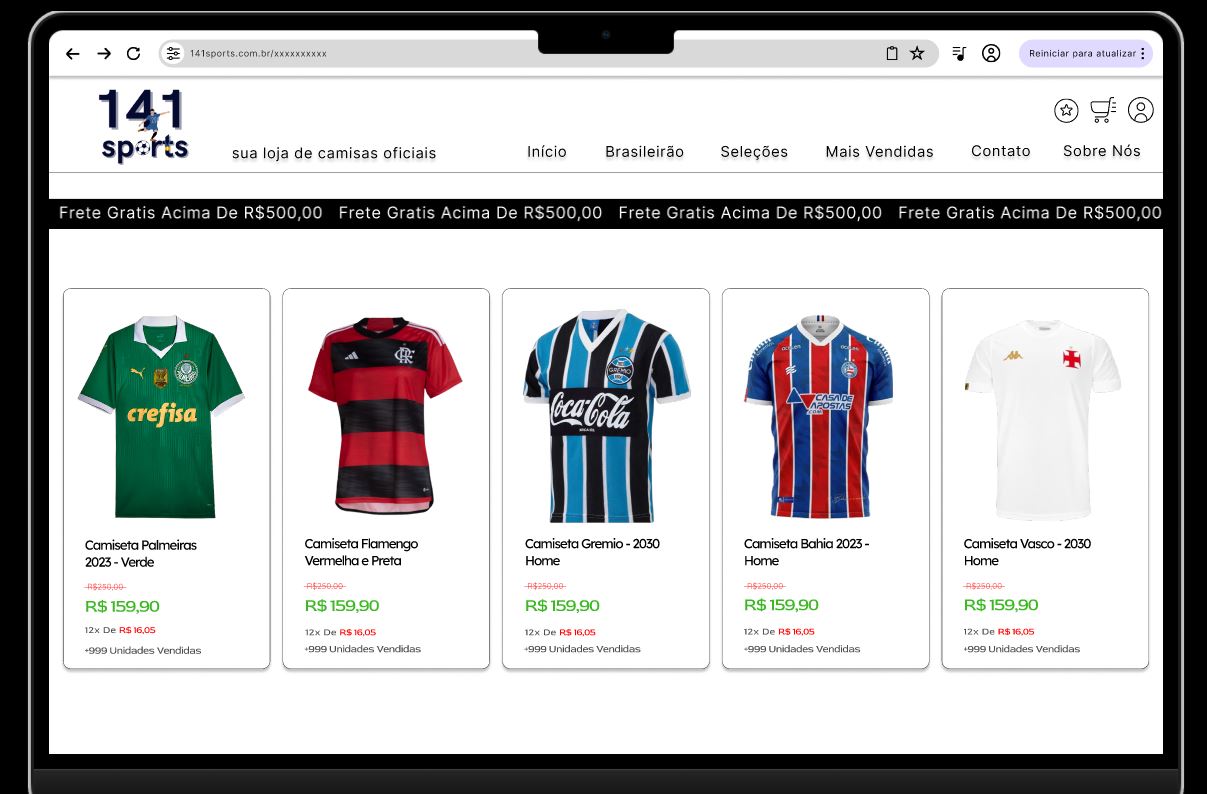 141sports.com.br/xxxxxxxxxx
Reiniciar para atualizar
141
sports
sua loja de camisas oficiais
Início
Brasileirão
Seleções
Mais Vendidas
Contato
Sobre Nós
Frete Gratis Acima De R$500,00 Frete Gratis Acima De R$500,00 Frete Gratis Acima De R$500,00 Frete Gratis Acima De R$500,00
crefisa
Camiseta Palmeiras
2023 - Verde
R$250,00
R$ 159,90
12x De R$ 16,05
+999 Unidades Vendidas
Camiseta Flamengo
Vermelha e Preta
R$250,00
R$ 159,90
12x De R$ 16,05
+999 Unidades Vendidas
GRÊMIO
Coca-Cola
Camiseta Gremio - 2030
Home
R$250,00
R$ 159,90
12x De R$ 16,05
+999 Unidades Vendidas
CASA DE
APOSTAS
.COM
Camiseta Bahia 2023 -
Home
R$250,00
R$ 159,90
12x De R$ 16,05
+999 Unidades Vendidas
Camiseta Vasco - 2030
Home
R$250,00
R$ 159,90
12x De R$ 16,05
+999 Unidades Vendidas